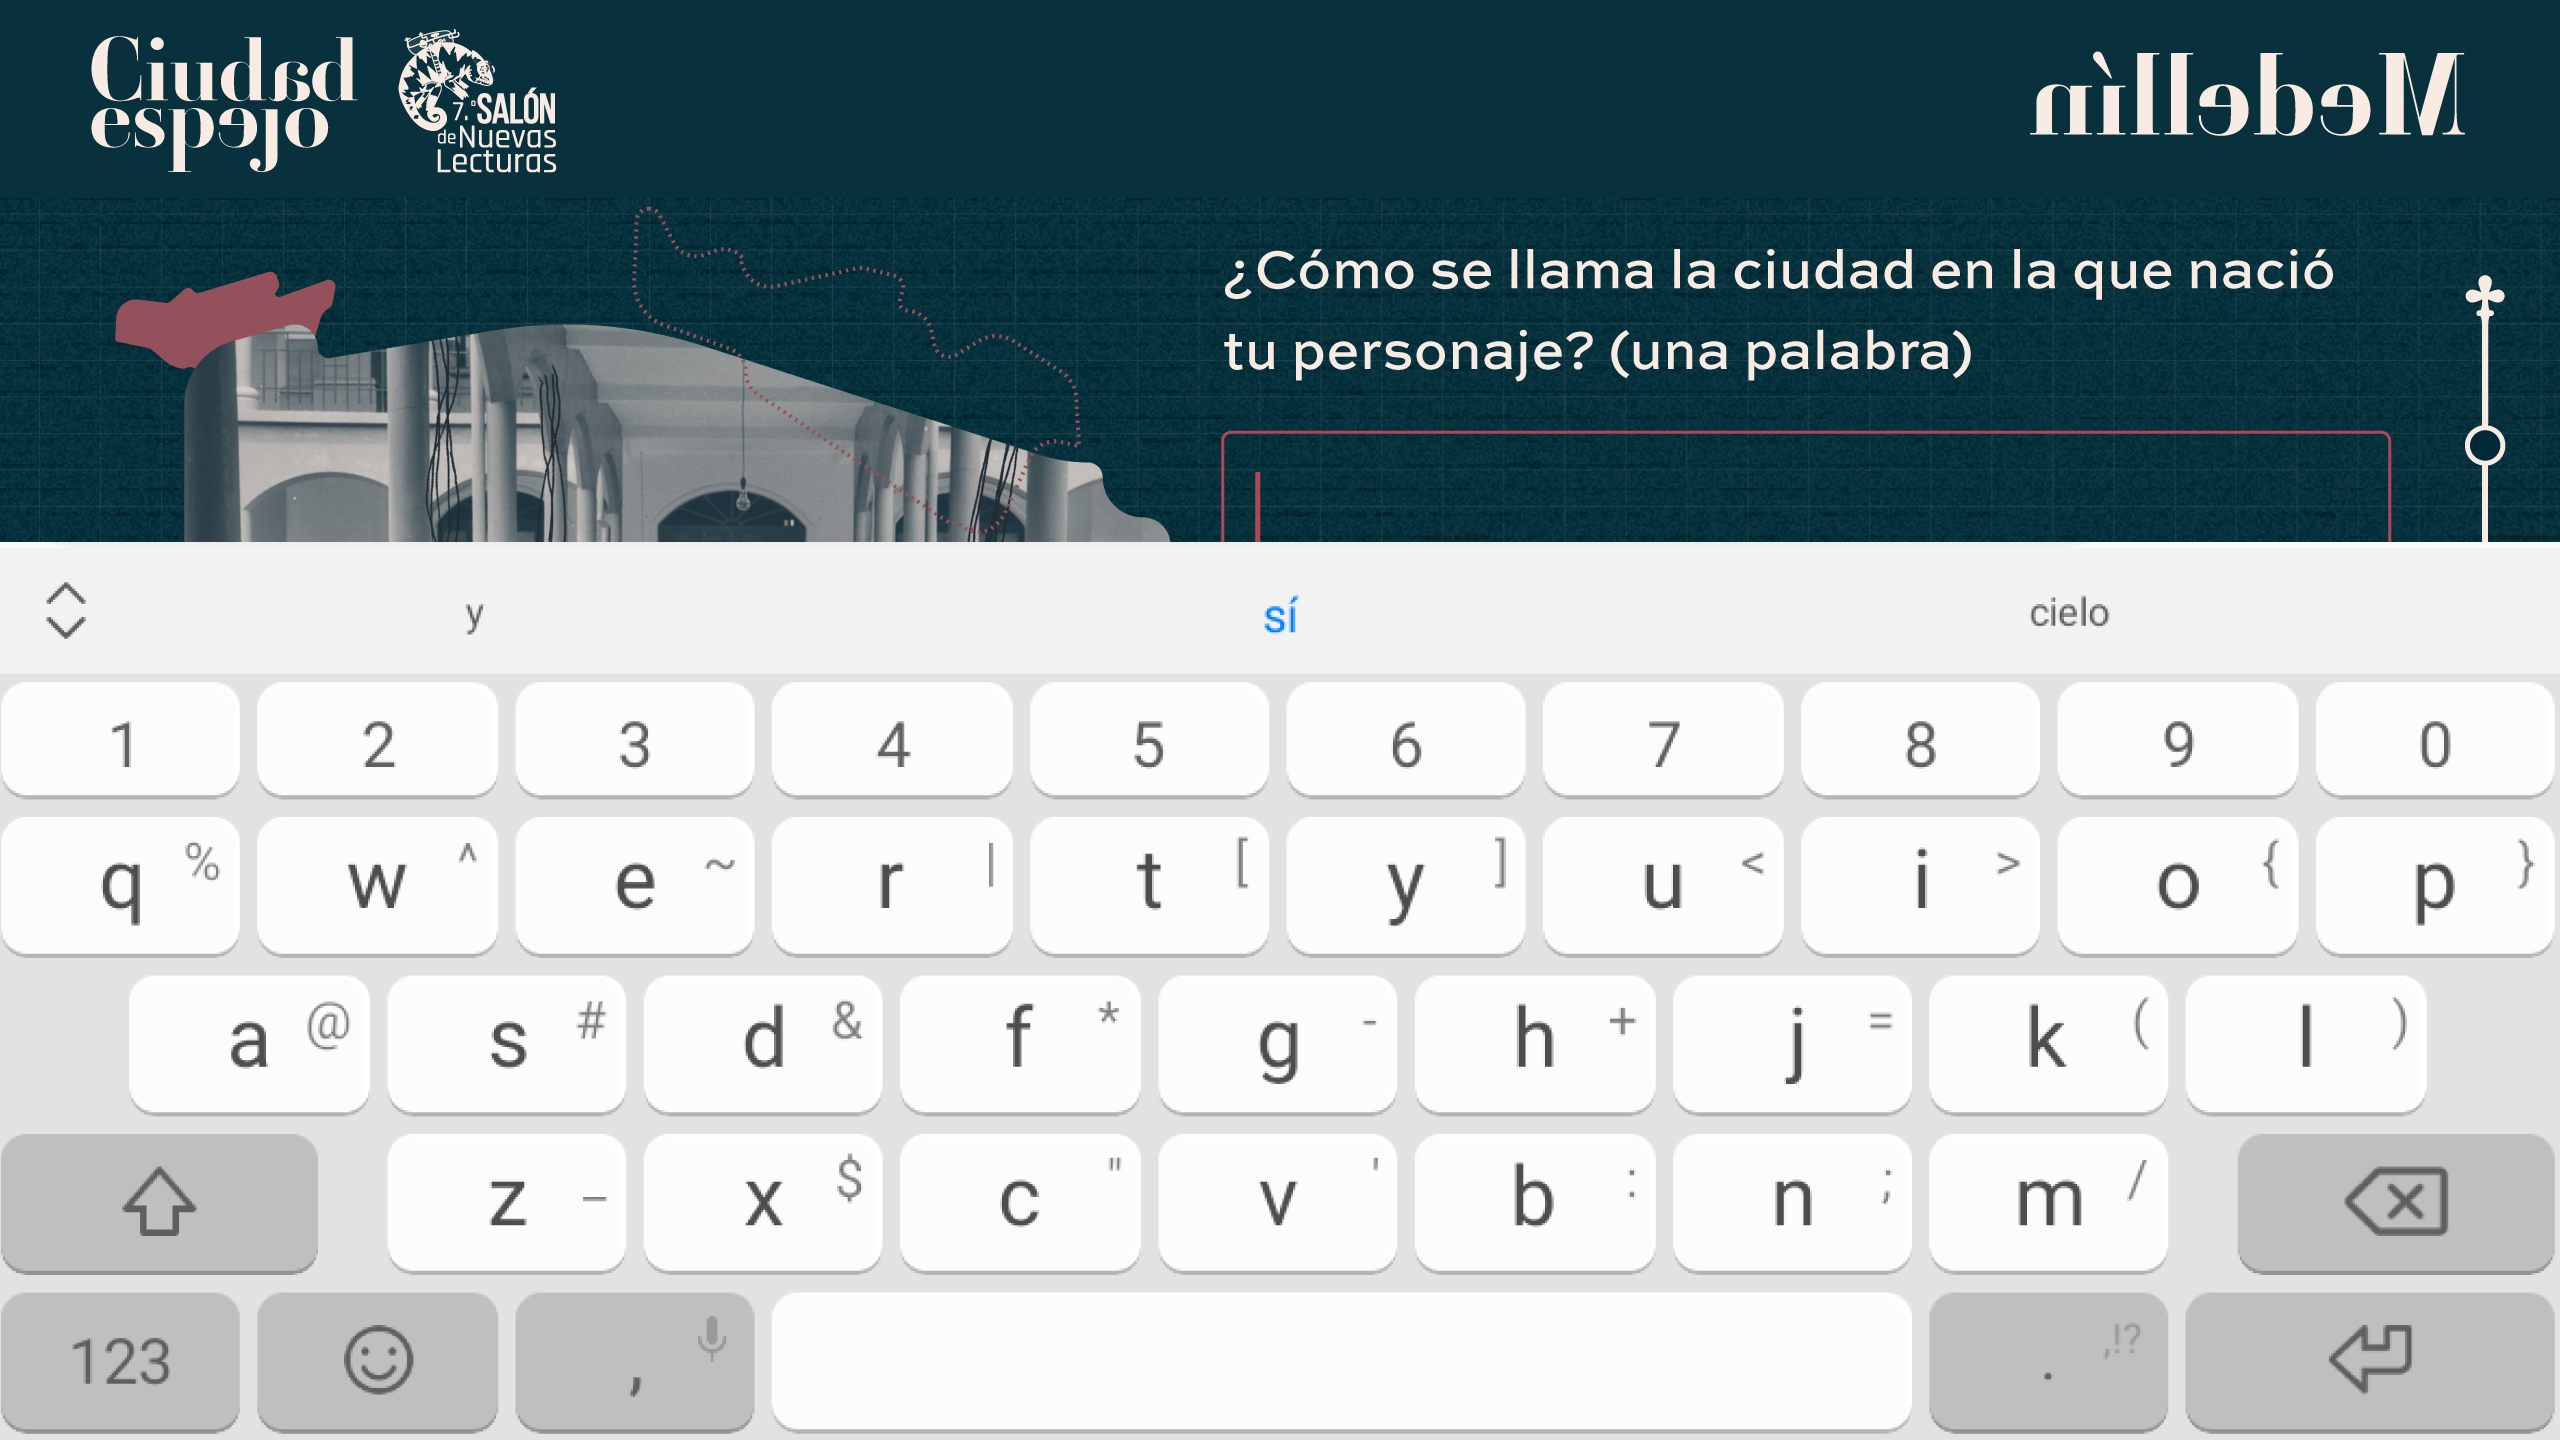 Ciudad
espejo
7.º SALÓN
de Nuevas
Lecturas
Medellín
¿Cómo se llama la ciudad en la que nació
tu personaje? (una palabra)
y sí cielo
1 2 3 4 5 6 7 8 9 0
q % w ^ e ~ r | t [ y ] u < i > o { p }
a @ s # d & f * g - h + j = k ( l )
z _ x $ c " v ' b : n ; m /
123 , . ,!?